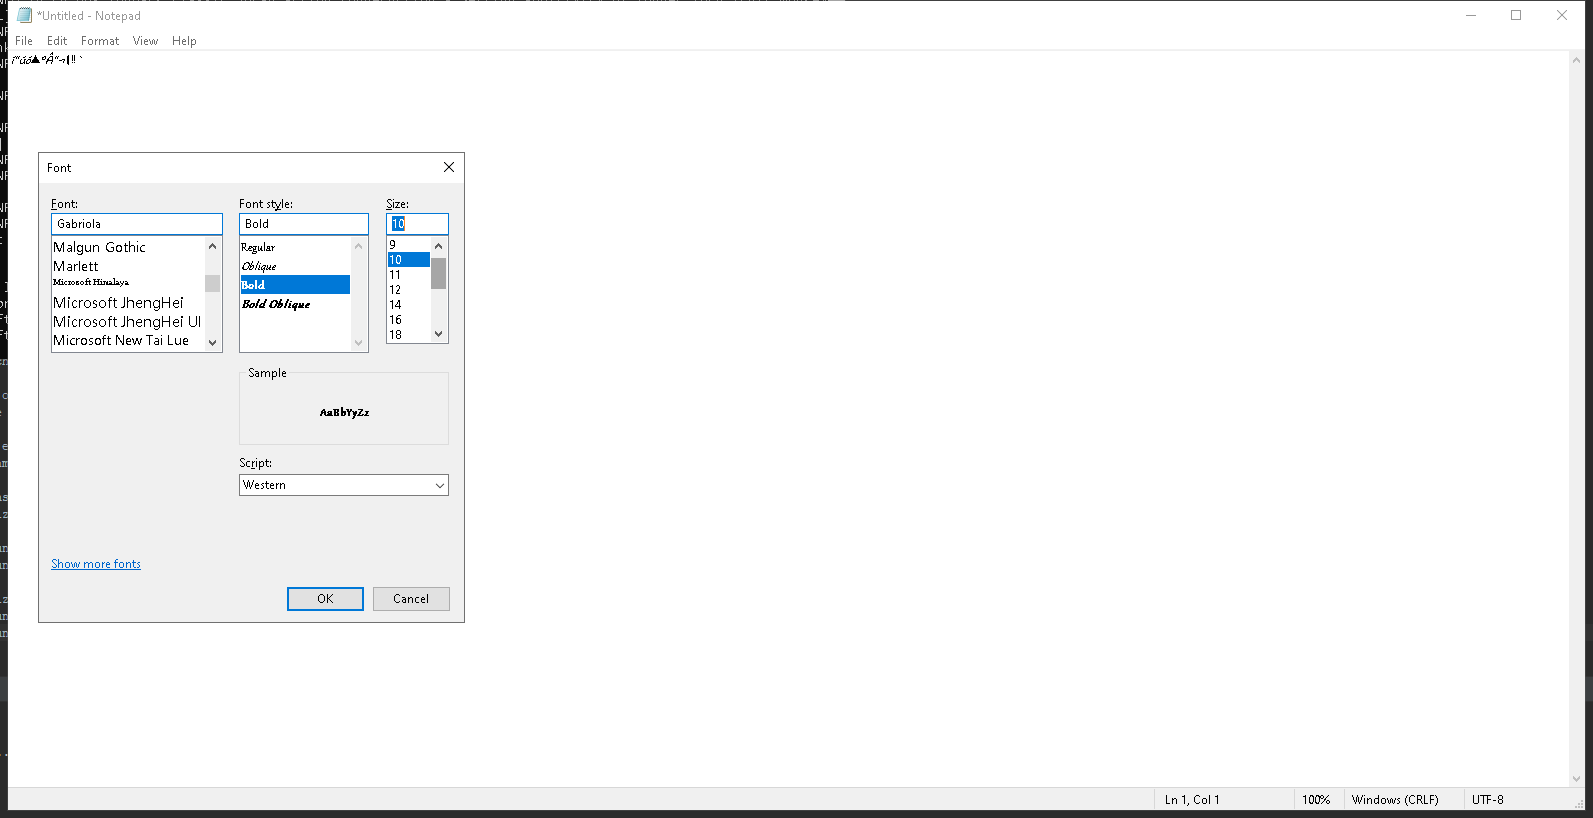 *Untitled - Notepad
File Edit Format View Help
Font
Font: Font style: Size:
Gabriola Bold 10
Malgun Gothic
Marlett
Microsoft Himalaya
Microsoft JhengHei
Microsoft JhengHei UI
Microsoft New Tai Lue
Regular
Oblique
Bold
Bold Oblique
9
10
11
12
14
16
18
Sample
AaBbYyZz
Script:
Western
Show more fonts
OK Cancel
Ln 1, Col 1 100% Windows (CRLF) UTF-8